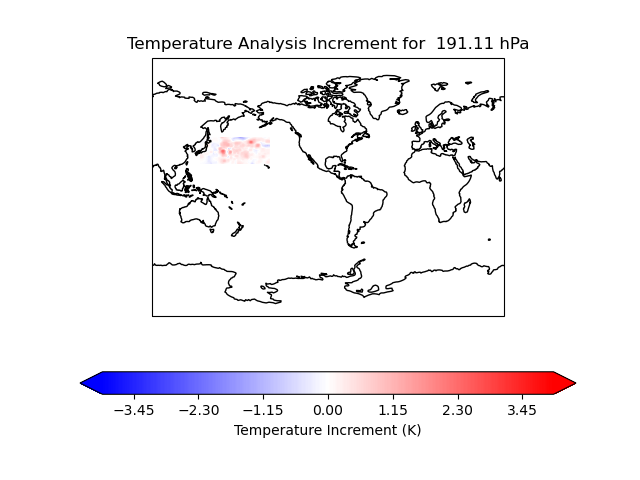 Temperature Analysis Increment for  191.11 hPa
−3.45 −2.30 −1.15 0.00 1.15 2.30 3.45
Temperature Increment (K)